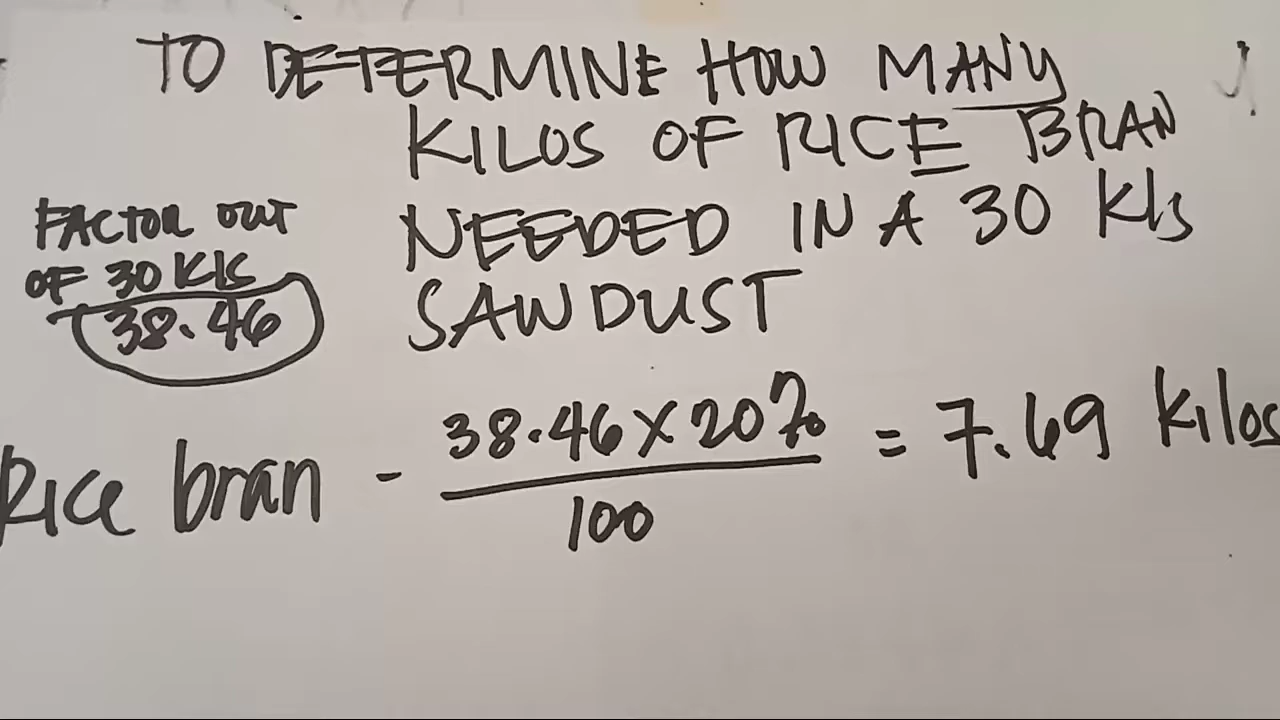 TO DETERMINE HOW MANY
KILOS OF RICE BRAN
NEEDED IN A 30 Kls
SAWDUST
FACTOR OUT
OF 30 Kls
38.46
Rice bran - 38.46 X 20% = 7.69 Kilos
100